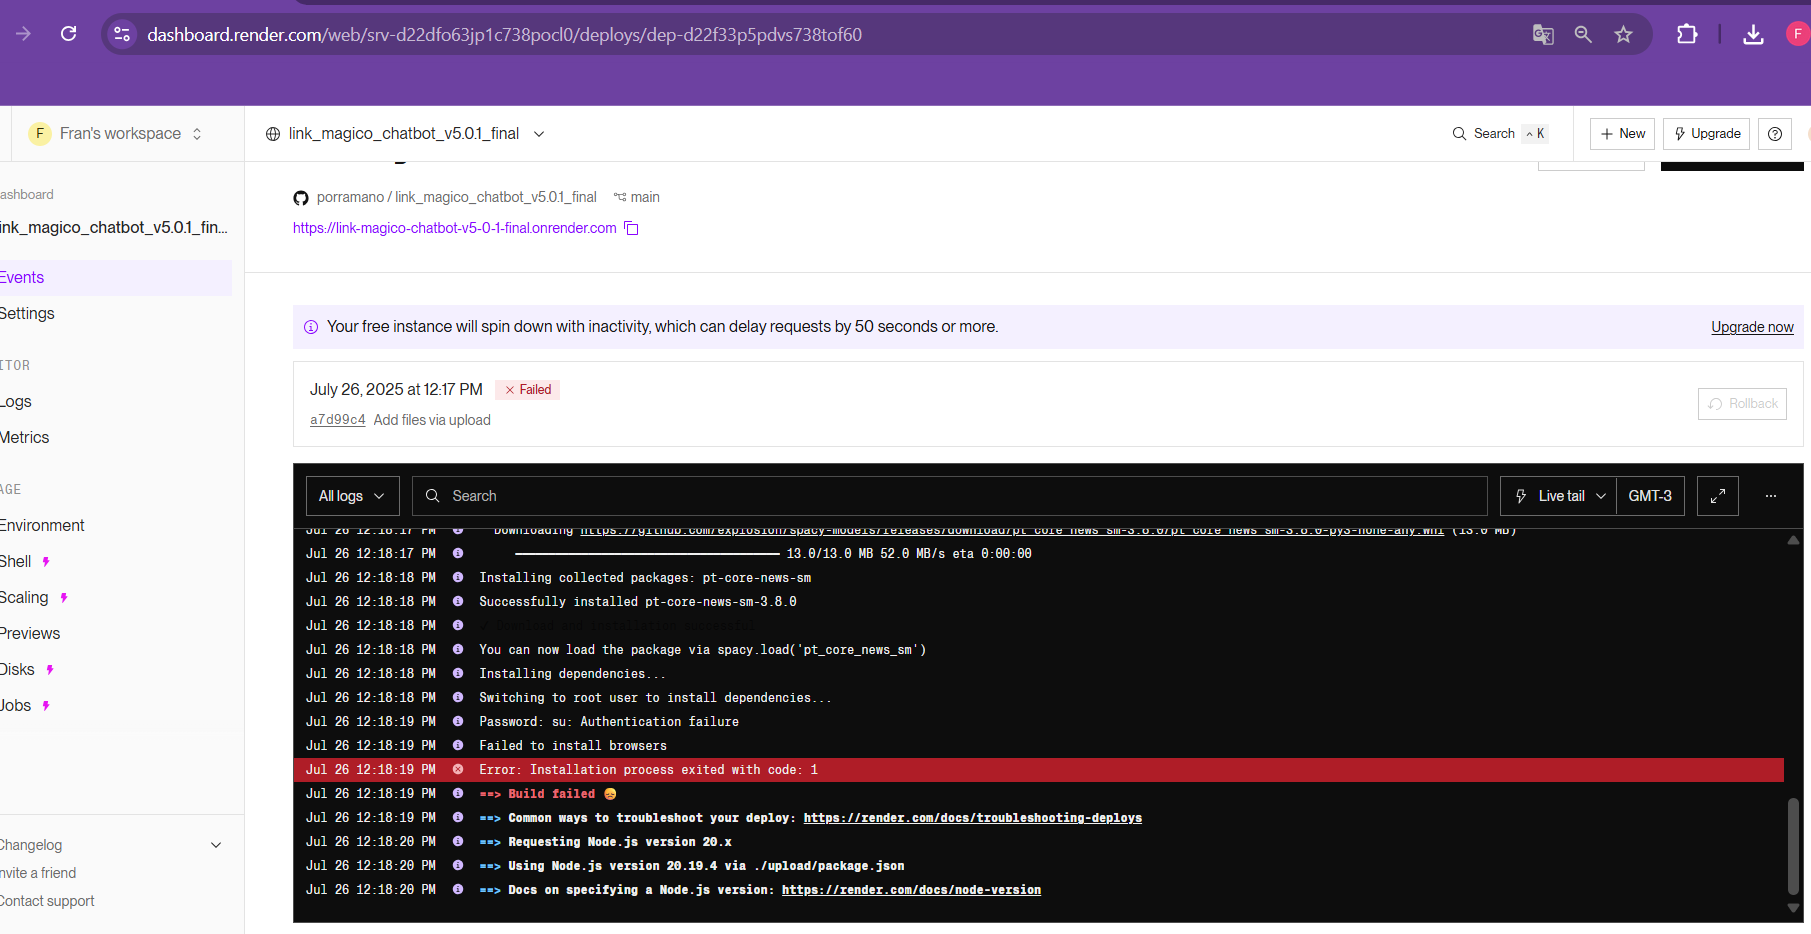 dashboard.render.com/web/srv-d22dfo63jp1c738pocl0/deploys/dep-d22f33p5pdvs738tof60
F
F Fran's workspace
link_magico_chatbot_v5.0.1_final
Search K
+ New
Upgrade
ashboard
ink_magico_chatbot_v5.0.1_fin...
Events
Settings
ITOR
Logs
Metrics
AGE
Environment
Shell
Scaling
Previews
Disks
Jobs
Changelog
nvite a friend
Contact support
porramano / link_magico_chatbot_v5.0.1_final main
https://link-magico-chatbot-v5-0-1-final.onrender.com
Your free instance will spin down with inactivity, which can delay requests by 50 seconds or more.
Upgrade now
July 26, 2025 at 12:17 PM Failed
a7d99c4 Add files via upload
Rollback
All logs
Search
Live tail
GMT-3
Jul 26 12:18:17 PM Downloading https://github.com/explosion/spacy-models/releases/download/pt_core_news_sm-3.8.0/pt_core_news_sm-3.8.0-py3-none-any.whl (13.0 MB)
Jul 26 12:18:17 PM 13.0/13.0 MB 52.0 MB/s eta 0:00:00
Jul 26 12:18:18 PM Installing collected packages: pt-core-news-sm
Jul 26 12:18:18 PM Successfully installed pt-core-news-sm-3.8.0
Jul 26 12:18:18 PM ✔ Download and installation successful
Jul 26 12:18:18 PM You can now load the package via spacy.load('pt_core_news_sm')
Jul 26 12:18:18 PM Installing dependencies...
Jul 26 12:18:18 PM Switching to root user to install dependencies...
Jul 26 12:18:19 PM Password: su: Authentication failure
Jul 26 12:18:19 PM Failed to install browsers
Jul 26 12:18:19 PM Error: Installation process exited with code: 1
Jul 26 12:18:19 PM ==> Build failed 😞
Jul 26 12:18:19 PM ==> Common ways to troubleshoot your deploy: https://render.com/docs/troubleshooting-deploys
Jul 26 12:18:20 PM ==> Requesting Node.js version 20.x
Jul 26 12:18:20 PM ==> Using Node.js version 20.19.4 via ./upload/package.json
Jul 26 12:18:20 PM ==> Docs on specifying a Node.js version: https://render.com/docs/node-version